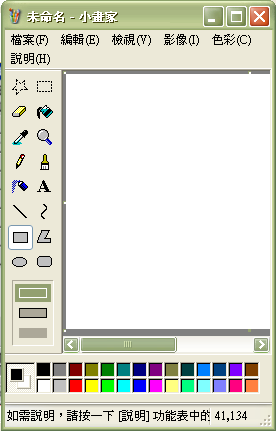 未命名 - 小畫家
檔案(F) 編輯(E) 檢視(V) 影像(I) 色彩(C)
說明(H)
A
如需說明，請按一下 [說明] 功能表中的 41,134